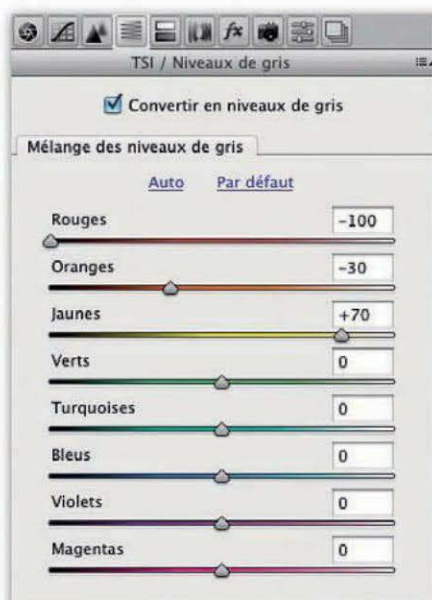 TSI / Niveaux de gris
Convertir en niveaux de gris
Mélange des niveaux de gris
Auto Par défaut
Rouges -100
Oranges -30
Jaunes +70
Verts 0
Turquoises 0
Bleus 0
Violets 0
Magentas 0